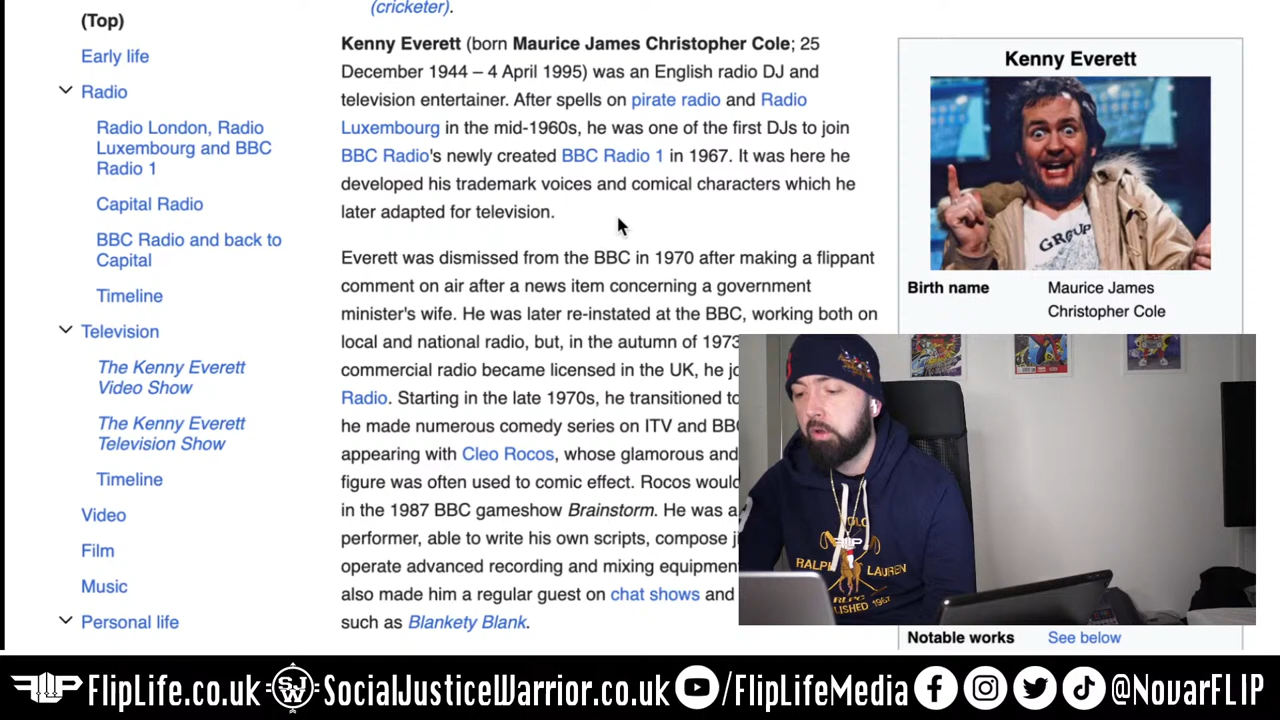 (cricketer).
(Top)
Early life
Radio
Radio London, Radio
Luxembourg and BBC
Radio 1
Capital Radio
BBC Radio and back to
Capital
Timeline
Television
The Kenny Everett
Video Show
The Kenny Everett
Television Show
Timeline
Video
Film
Music
Personal life
Kenny Everett (born Maurice James Christopher Cole; 25
December 1944 – 4 April 1995) was an English radio DJ and
television entertainer. After spells on pirate radio and Radio
Luxembourg in the mid-1960s, he was one of the first DJs to join
BBC Radio's newly created BBC Radio 1 in 1967. It was here he
developed his trademark voices and comical characters which he
later adapted for television.
Everett was dismissed from the BBC in 1970 after making a flippant
comment on air after a news item concerning a government
minister's wife. He was later re-instated at the BBC, working both on
local and national radio, but, in the autumn of 1973
commercial radio became licensed in the UK, he
Radio. Starting in the late 1970s, he transitioned
he made numerous comedy series on ITV and
appearing with Cleo Rocos, whose glamorous and
figure was often used to comic effect. Rocos
in the 1987 BBC gameshow Brainstorm. He was
performer, able to write his own scripts, compose
operate advanced recording and mixing equipment
also made him a regular guest on chat shows and
such as Blankety Blank.
Kenny Everett
GROUP
Birth name
Maurice James
Christopher Cole
POLO
FLIP
RALPH LAUREN
RLPC
Notable works
See below
FLIP
FlipLife.co.uk
SJW
SocialJusticeWarrior.co.uk
/FlipLifeMedia
@NovarFLIP